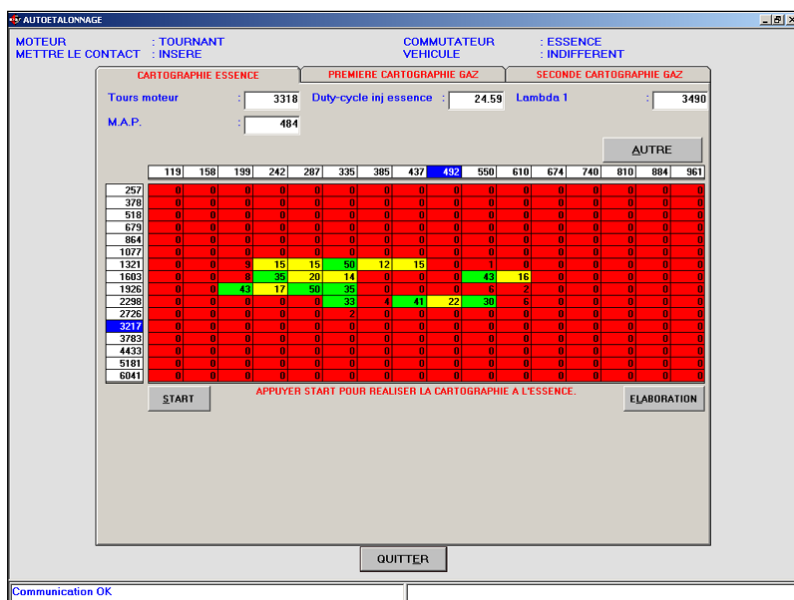 AUTOETALONNAGE
MOTEUR : TOURNANT COMMUTATEUR : ESSENCE
METTRE LE CONTACT : INSERE VEHICULE : INDIFFERENT
CARTOGRAPHIE ESSENCE PREMIERE CARTOGRAPHIE GAZ SECONDE CARTOGRAPHIE GAZ
Tours moteur : 3318 Duty-cycle inj essence : 24.59 Lambda 1 : 3490
M.A.P. : 484
AUTRE
119 158 199 242 287 335 385 437 492 550 610 674 740 810 884 961
257 0 0 0 0 0 0 0 0 0 0 0 0 0 0 0 0
378 0 0 0 0 0 0 0 0 0 0 0 0 0 0 0 0
518 0 0 0 0 0 0 0 0 0 0 0 0 0 0 0 0
679 0 0 0 0 0 0 0 0 0 0 0 0 0 0 0 0
864 0 0 0 0 0 0 0 0 0 0 0 0 0 0 0 0
1077 0 0 0 0 0 0 0 0 0 0 0 0 0 0 0 0
1321 0 0 9 15 15 50 12 15 0 1 0 0 0 0 0 0
1603 0 0 8 35 20 14 0 0 0 43 16 0 0 0 0 0
1926 0 0 43 17 50 35 0 0 0 6 2 0 0 0 0 0
2298 0 0 0 0 0 33 4 41 22 30 6 0 0 0 0 0
2726 0 0 0 0 0 2 0 0 0 0 0 0 0 0 0 0
3217 0 0 0 0 0 0 0 0 0 0 0 0 0 0 0 0
3783 0 0 0 0 0 0 0 0 0 0 0 0 0 0 0 0
4433 0 0 0 0 0 0 0 0 0 0 0 0 0 0 0 0
5181 0 0 0 0 0 0 0 0 0 0 0 0 0 0 0 0
6041 0 0 0 0 0 0 0 0 0 0 0 0 0 0 0 0
START APPUYER START POUR REALISER LA CARTOGRAPHIE A L'ESSENCE. ELABORATION
QUITTER
Communication OK